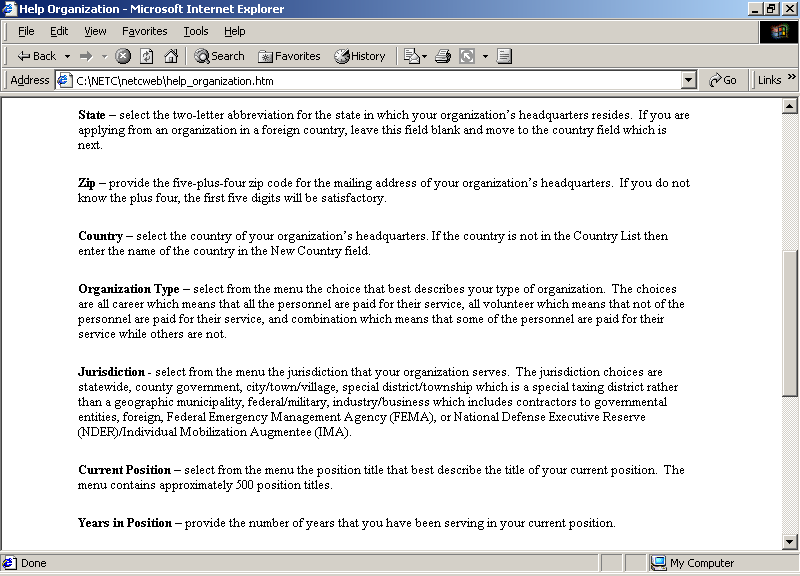 Help Organization - Microsoft Internet Explorer
File Edit View Favorites Tools Help
Back Search Favorites History
Address C:\NETC\netcweb\help_organization.htm Go Links »
State – select the two-letter abbreviation for the state in which your organization’s headquarters resides.  If you are
applying from an organization in a foreign country, leave this field blank and move to the country field which is
next.
Zip – provide the five-plus-four zip code for the mailing address of your organization’s headquarters.  If you do not
know the plus four, the first five digits will be satisfactory.
Country – select the country of your organization’s headquarters. If the country is not in the Country List then
enter the name of the country in the New Country field.
Organization Type – select from the menu the choice that best describes your type of organization.  The choices
are all career which means that all the personnel are paid for their service, all volunteer which means that not of the
personnel are paid for their service, and combination which means that some of the personnel are paid for their
service while others are not.
Jurisdiction - select from the menu the jurisdiction that your organization serves.  The jurisdiction choices are
statewide, county government, city/town/village, special district/township which is a special taxing district rather
than a geographic municipality, federal/military, industry/business which includes contractors to governmental
entities, foreign, Federal Emergency Management Agency (FEMA), or National Defense Executive Reserve
(NDER)/Individual Mobilization Augmentee (IMA).
Current Position – select from the menu the position title that best describe the title of your current position.  The
menu contains approximately 500 position titles.
Years in Position – provide the number of years that you have been serving in your current position.
Done My Computer